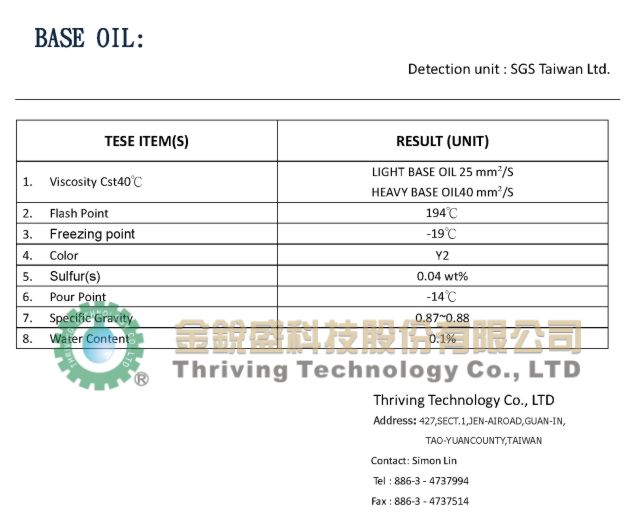 BASE OIL:
Detection unit : SGS Taiwan Ltd.
TESE ITEM(S) RESULT (UNIT)
1. Viscosity Cst40℃ LIGHT BASE OIL 25 mm²/S
HEAVY BASE OIL40 mm²/S
2. Flash Point 194℃
3. Freezing point -19℃
4. Color Y2
5. Sulfur(s) 0.04 wt%
6. Pour Point -14℃
7. Specific Gravity 0.87~0.88
8. Water Content 0.1%
金銳盛科技股份有限公司
® Thriving Technology Co., LTD
Thriving Technology Co., LTD
Address: 427,SECT.1,JEN-AIROAD,GUAN-IN,
TAO-YUANCOUNTY,TAIWAN
Contact: Simon Lin
Tel : 886-3 - 4737994
Fax : 886-3 - 4737514